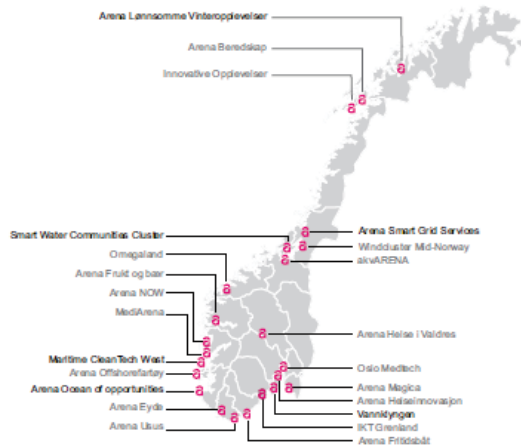 Arena Lønnsomme Vinteropplevelser
Arena Beredskap
Innovative Opplevelser
Smart Water Communities Cluster
Omegaland
Arena Frukt og bær
Arena NOW
MediArena
Maritime CleanTech West
Arena Offshorefartøy
Arena Ocean of opportunities
Arena Eyde
Arena Usus
Arena Smart Grid Services
Windcluster Mid-Norway
akvARENA
Arena Helse i Valdres
Oslo Medtech
Arena Magica
Arena Helseinnovasjon
Vannklyngen
IKT Grenland
Arena Fritidsbåt